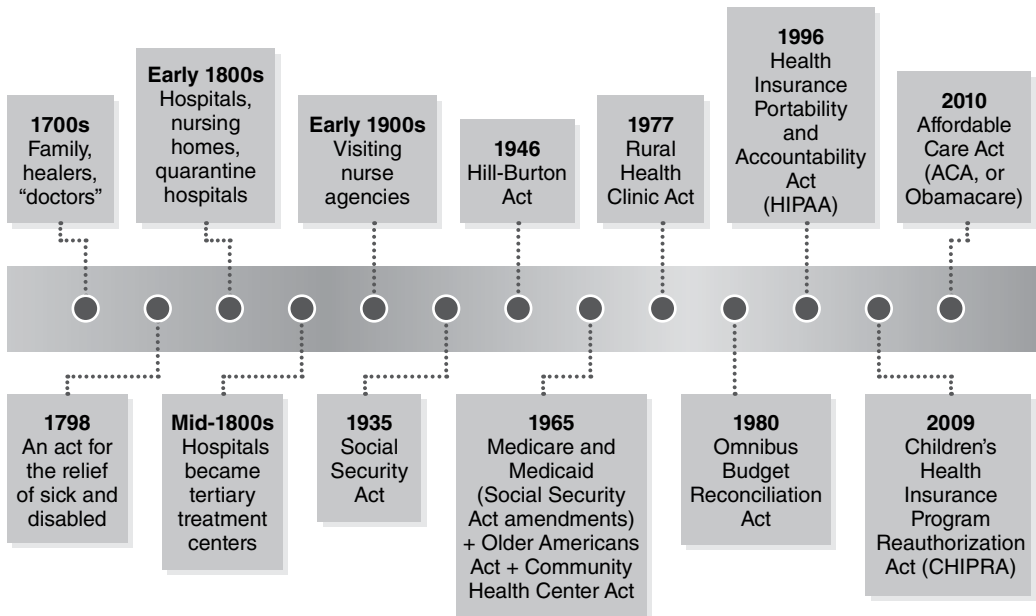 1700s
Family,
healers,
“doctors”
Early 1800s
Hospitals,
nursing
homes,
quarantine
hospitals
Early 1900s
Visiting
nurse
agencies
1946
Hill-Burton
Act
1977
Rural
Health
Clinic Act
1996
Health
Insurance
Portability
and
Accountability
Act
(HIPAA)
2010
Affordable
Care Act
(ACA, or
Obamacare)
1798
An act for
the relief
of sick and
disabled
Mid-1800s
Hospitals
became
tertiary
treatment
centers
1935
Social
Security
Act
1965
Medicare and
Medicaid
(Social Security
Act amendments)
+ Older Americans
Act + Community
Health Center Act
1980
Omnibus
Budget
Reconciliation
Act
2009
Children’s
Health
Insurance
Program
Reauthorization
Act (CHIPRA)